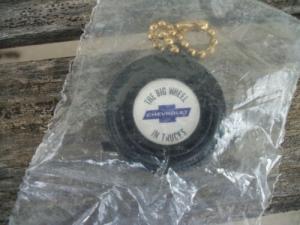 THE BIG WHEEL
CHEVROLET
IN TRUCKS